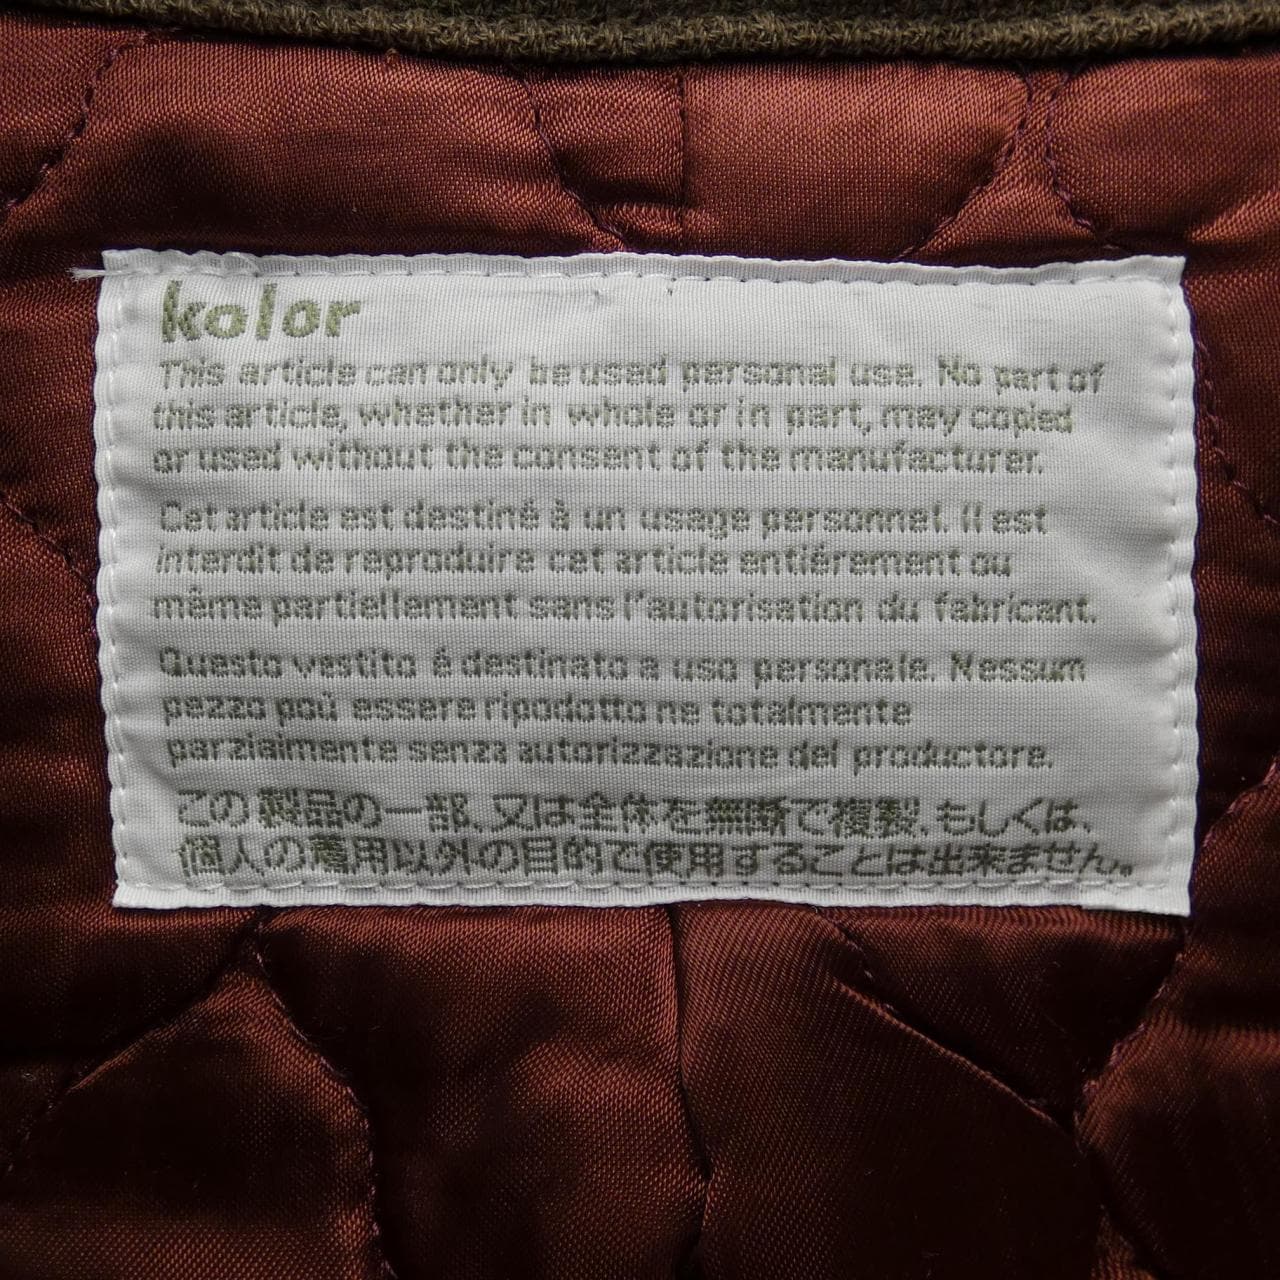 kolor
This article can only be used personal use. No part of
this article, whether in whole or in part, may copied
or used without the consent of the manufacturer.
Cet article est destiné à un usage personnel. Il est
interdit de reproduire cet article entiérement ou
même partiellement sans l'autorisation du fabricant.
Questo vestito é destinato a uso personale. Nessum
pezzo poù essere ripodotto ne totalmente
parzialmente senza autorizzazione del productore.
この製品の一部、又は全体を無断で複製、もしくは、
個人の着用以外の目的で使用することは出来ません。